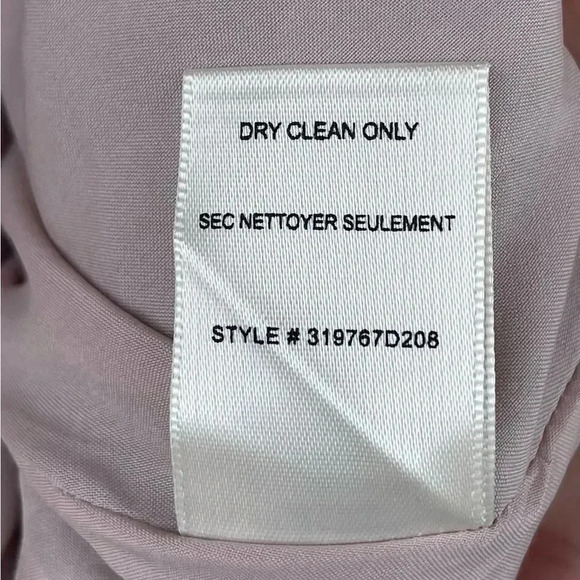 DRY CLEAN ONLY
SEC NETTOYER SEULEMENT
STYLE # 319767D208